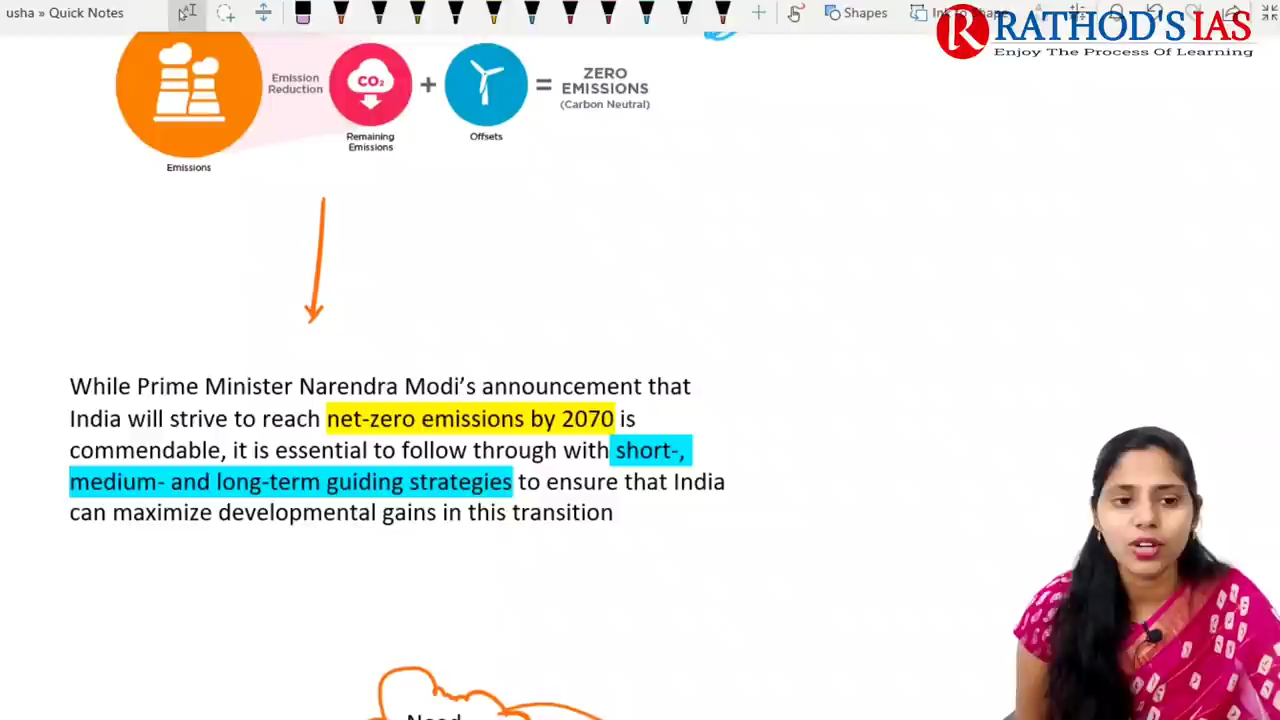 usha » Quick Notes
Shapes
RATHOD'S IAS
Enjoy The Process Of Learning
Emission
Reduction
CO₂
+
=
ZERO
EMISSIONS
(Carbon Neutral)
Remaining
Emissions
Offsets
Emissions
While Prime Minister Narendra Modi’s announcement that
India will strive to reach net-zero emissions by 2070 is
commendable, it is essential to follow through with short-,
medium- and long-term guiding strategies to ensure that India
can maximize developmental gains in this transition
Need